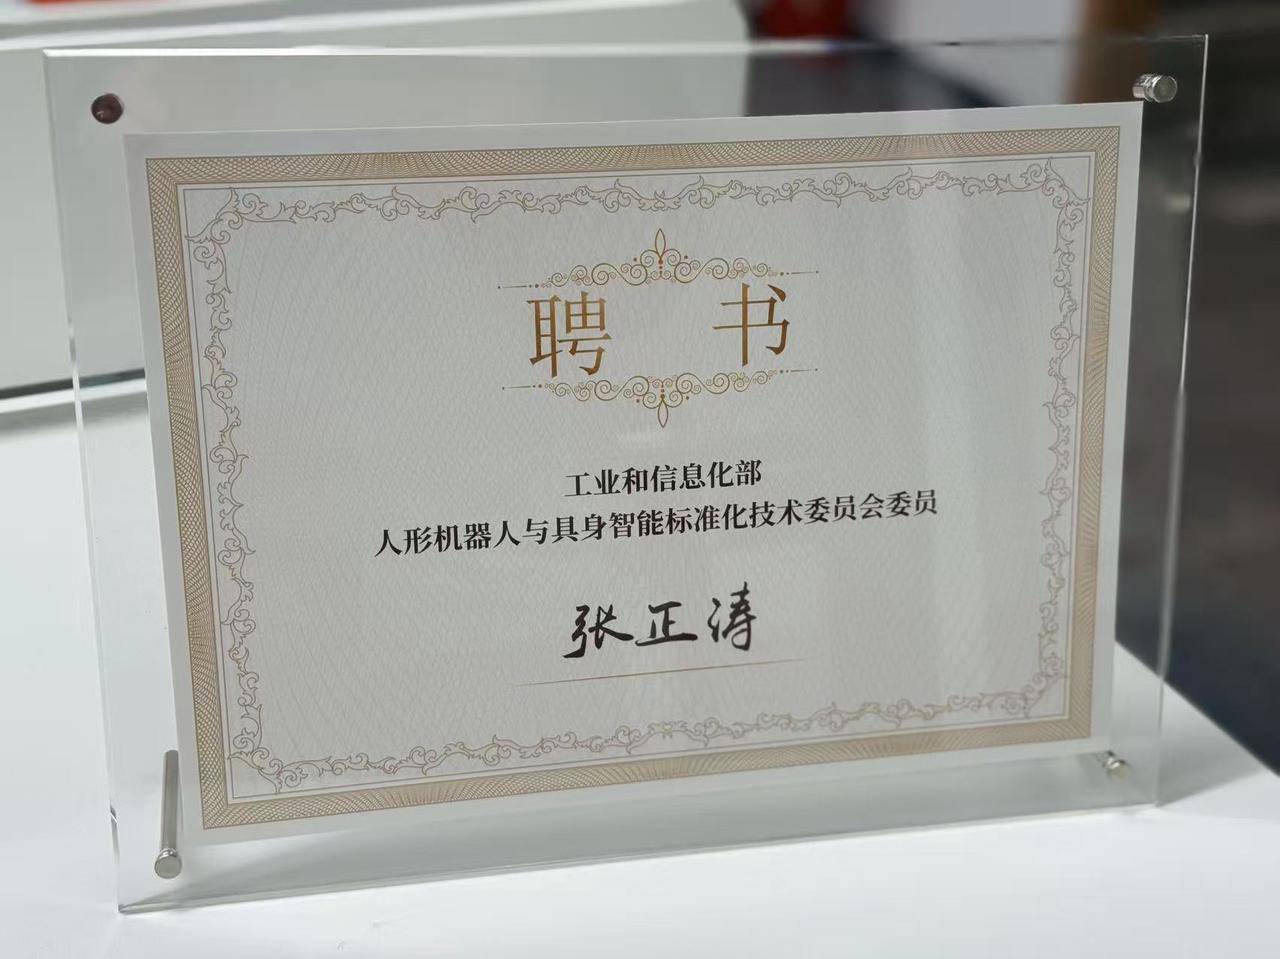 聘 书
工业和信息化部
人形机器人与具身智能标准化技术委员会委员
张正涛